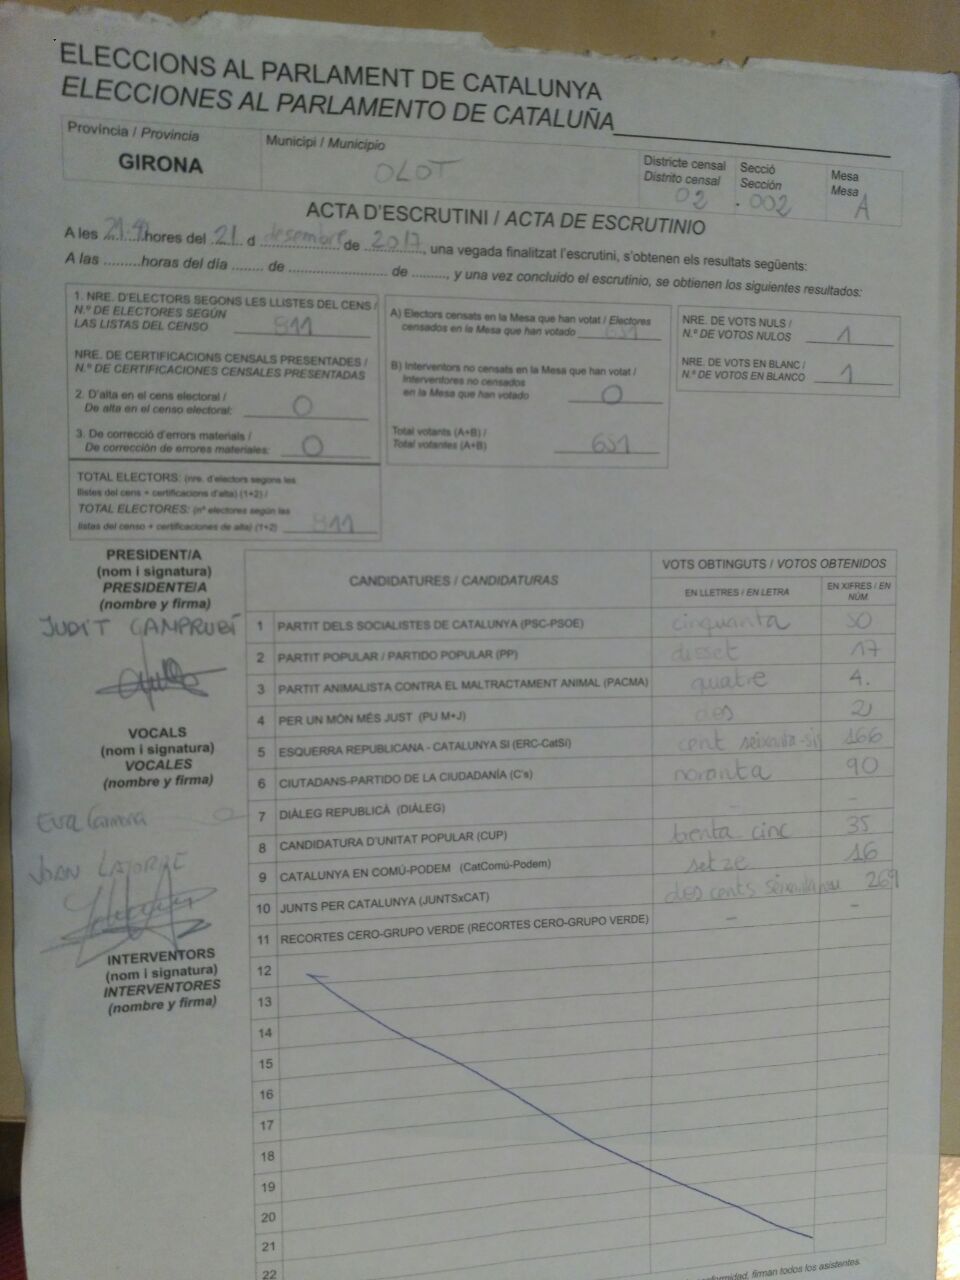 ELECCIONS AL PARLAMENT DE CATALUNYA
ELECCIONES AL PARLAMENTO DE CATALUÑA
Província / Provincia
GIRONA
Municipi / Municipio
OLOT
Districte censal
Distrito censal
02
Secció
Sección
002
Mesa
Mesa
A
ACTA D'ESCRUTINI / ACTA DE ESCRUTINIO
A les hores del 21 d desembre de 2017, una vegada finalitzat l'escrutini, s'obtenen els resultats següents:
A las .........horas del día ........ de ......................... de ........., y una vez concluido el escrutinio, se obtienen los siguientes resultados:
1. NRE. D'ELECTORS SEGONS LES LLISTES DEL CENS /
N.º DE ELECTORES SEGÚN
LAS LISTAS DEL CENSO 811
NRE. DE CERTIFICACIONS CENSALS PRESENTADES /
N.º DE CERTIFICACIONES CENSALES PRESENTADAS
2. D'alta en el cens electoral /
De alta en el censo electoral: 0
3. De correcció d'errors materials /
De corrección de errores materiales: 0
TOTAL ELECTORS: (nre. d'electors segons les
llistes del cens + certificacions d'alta) (1+2) /
TOTAL ELECTORES: (nº electores según las
listas del censo + certificaciones de alta) (1+2) 811
A) Electors censats en la Mesa que han votat / Electores
censados en la Mesa que han votado 651
B) Interventors no censats en la Mesa que han votat /
Interventores no censados
en la Mesa que han votado 0
Total votants (A+B) /
Total votantes (A+B) 651
NRE. DE VOTS NULS /
N.º DE VOTOS NULOS 1
NRE. DE VOTS EN BLANC /
N.º DE VOTOS EN BLANCO 1
PRESIDENT/A
(nom i signatura)
PRESIDENTE/A
(nombre y firma)
JUDIT CAMPRUBÍ
VOCALS
(nom i signatura)
VOCALES
(nombre y firma)
Eva
JOAN LATORRE
INTERVENTORS
(nom i signatura)
INTERVENTORES
(nombre y firma)
CANDIDATURES / CANDIDATURAS
VOTS OBTINGUTS / VOTOS OBTENIDOS
EN LLETRES / EN LETRA
EN XIFRES / EN NÚM
1 PARTIT DELS SOCIALISTES DE CATALUNYA (PSC-PSOE) cinquanta 50
2 PARTIT POPULAR / PARTIDO POPULAR (PP) disset 17
3 PARTIT ANIMALISTA CONTRA EL MALTRACTAMENT ANIMAL (PACMA) quatre 4.
4 PER UN MÓN MÉS JUST (PU M+J) dos 2
5 ESQUERRA REPUBLICANA - CATALUNYA SI (ERC-CatSí) cent seixanta-sis 166
6 CIUTADANS-PARTIDO DE LA CIUDADANÍA (C's) noranta 90
7 DIÀLEG REPUBLICÀ (DIÀLEG) - -
8 CANDIDATURA D'UNITAT POPULAR (CUP) trenta cinc 35
9 CATALUNYA EN COMÚ-PODEM (CatComú-Podem) setze 16
10 JUNTS PER CATALUNYA (JUNTSxCAT) dos cents seixanta nou 269
11 RECORTES CERO-GRUPO VERDE (RECORTES CERO-GRUPO VERDE) - -
12
13
14
15
16
17
18
19
20
21
22
firman todos los asistentes.